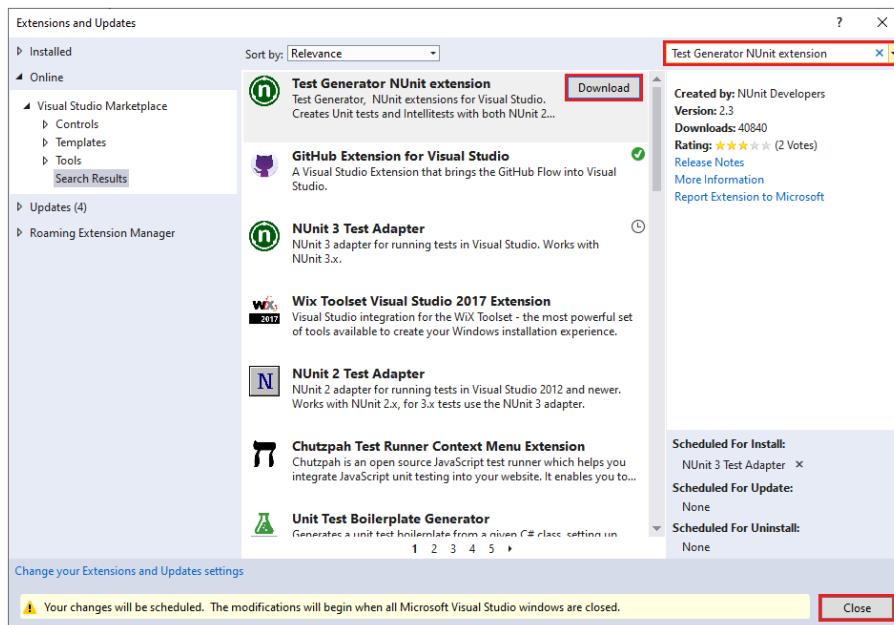 Extensions and Updates
?
Installed
Online
Visual Studio Marketplace
Controls
Templates
Tools
Search Results
Updates (4)
Roaming Extension Manager
Sort by: Relevance
Test Generator NUnit extension
Download
Test Generator, NUnit extensions for Visual Studio.
Creates Unit tests and Intellitests with both NUnit 2...
GitHub Extension for Visual Studio
A Visual Studio Extension that brings the GitHub Flow into Visual
Studio.
n
NUnit 3 Test Adapter
NUnit 3 adapter for running tests in Visual Studio. Works with
NUnit 3.x.
WiX
2017
Wix Toolset Visual Studio 2017 Extension
Visual Studio integration for the WiX Toolset - the most powerful set
of tools available to create your Windows installation experience.
N
NUnit 2 Test Adapter
NUnit 2 adapter for running tests in Visual Studio 2012 and newer.
Works with NUnit 2.x, for 3.x tests use the NUnit 3 adapter.
Chutzpah Test Runner Context Menu Extension
Chutzpah is an open source JavaScript test runner which helps you
integrate JavaScript unit testing into your website. It enables you to...
Unit Test Boilerplate Generator
Generates a unit test boilerplate from a given C# class, setting up
1 2 3 4 5
Test Generator NUnit extension
Created by: NUnit Developers
Version: 2.3
Downloads: 40840
Rating: (2 Votes)
Release Notes
More Information
Report Extension to Microsoft
Scheduled For Install:
NUnit 3 Test Adapter
Scheduled For Update:
None
Scheduled For Uninstall:
None
Change your Extensions and Updates settings
Your changes will be scheduled. The modifications will begin when all Microsoft Visual Studio windows are closed.
Close